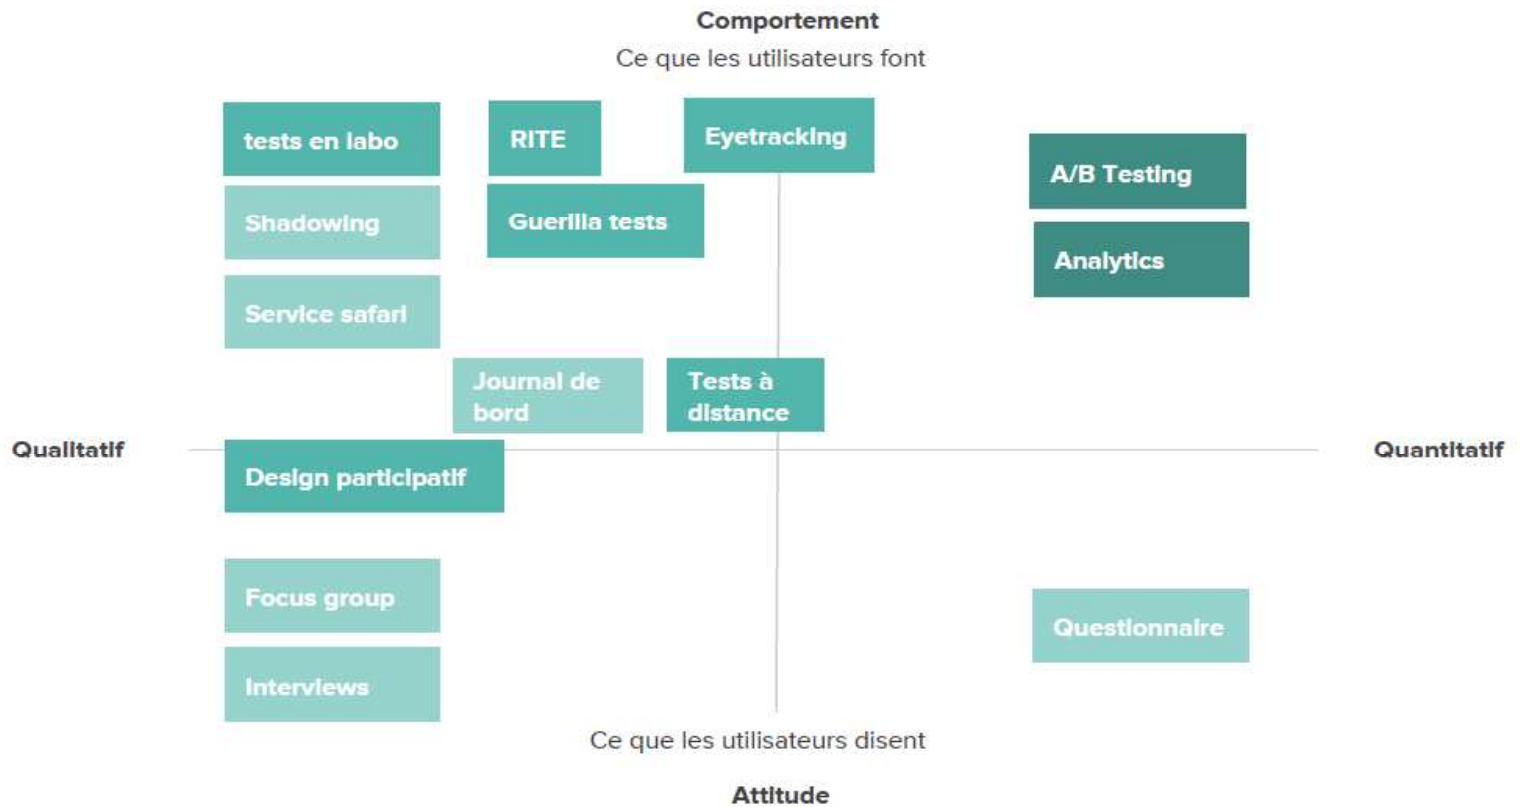 Comportement
Ce que les utilisateurs font
tests en labo
RITE
Eyetracking
A/B Testing
Shadowing
Guerilla tests
Analytics
Service safari
Journal de
bord
Tests à
distance
Qualitatif
Quantitatif
Design participatif
Focus group
Questionnaire
Interviews
Ce que les utilisateurs disent
Attitude